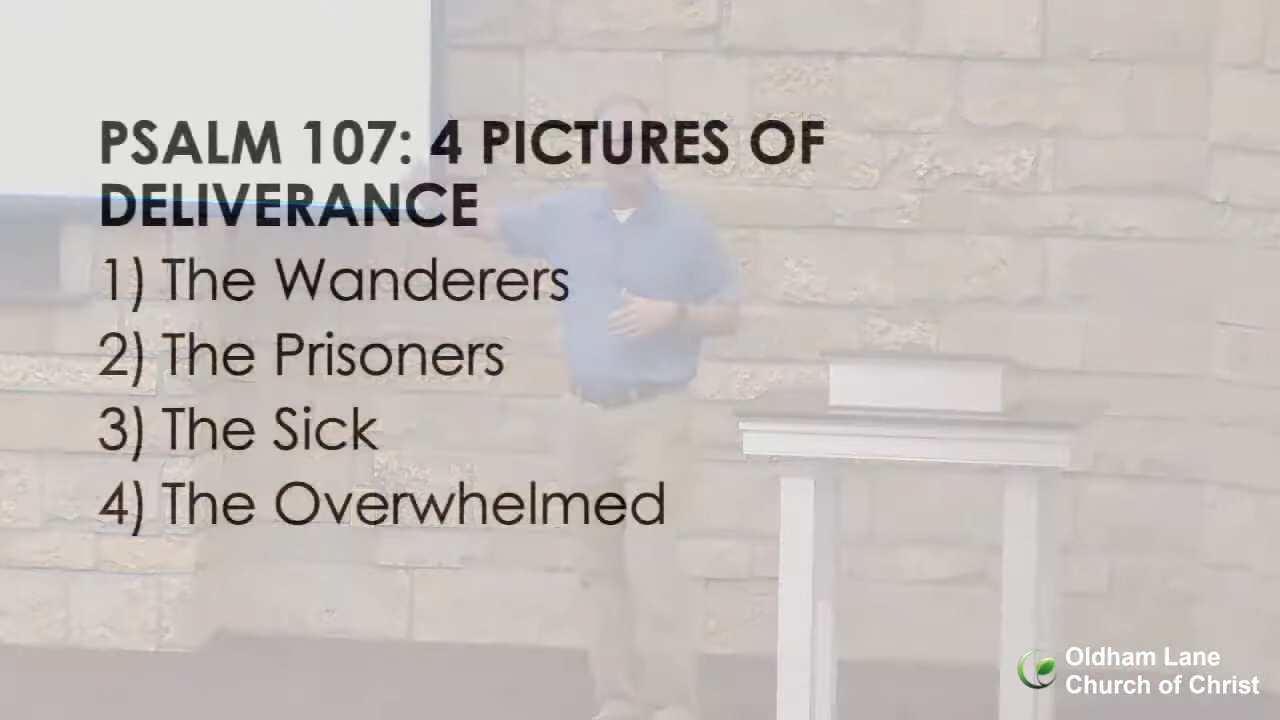 PSALM 107: 4 PICTURES OF
DELIVERANCE
1) The Wanderers
2) The Prisoners
3) The Sick
4) The Overwhelmed
Oldham Lane
Church of Christ